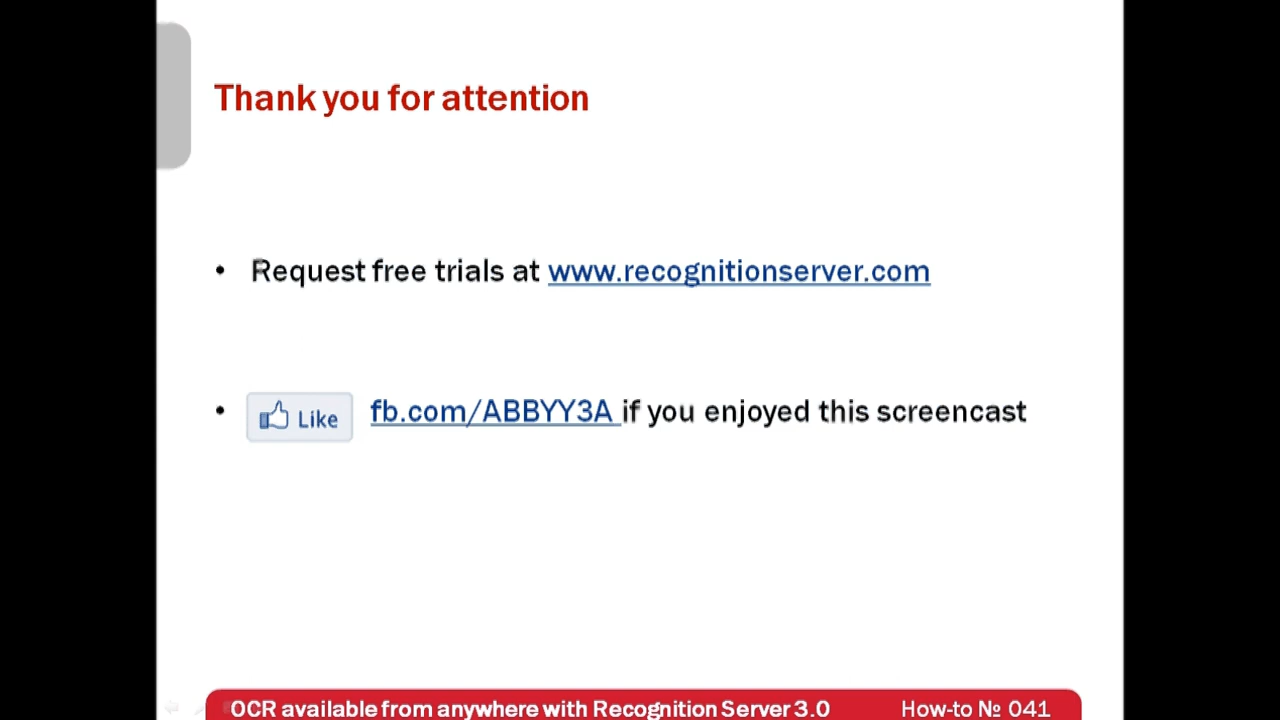 Thank you for attention
• Request free trials at www.recognitionserver.com
• Like fb.com/ABBYY3A if you enjoyed this screencast
OCR available from anywhere with Recognition Server 3.0 How-to № 041